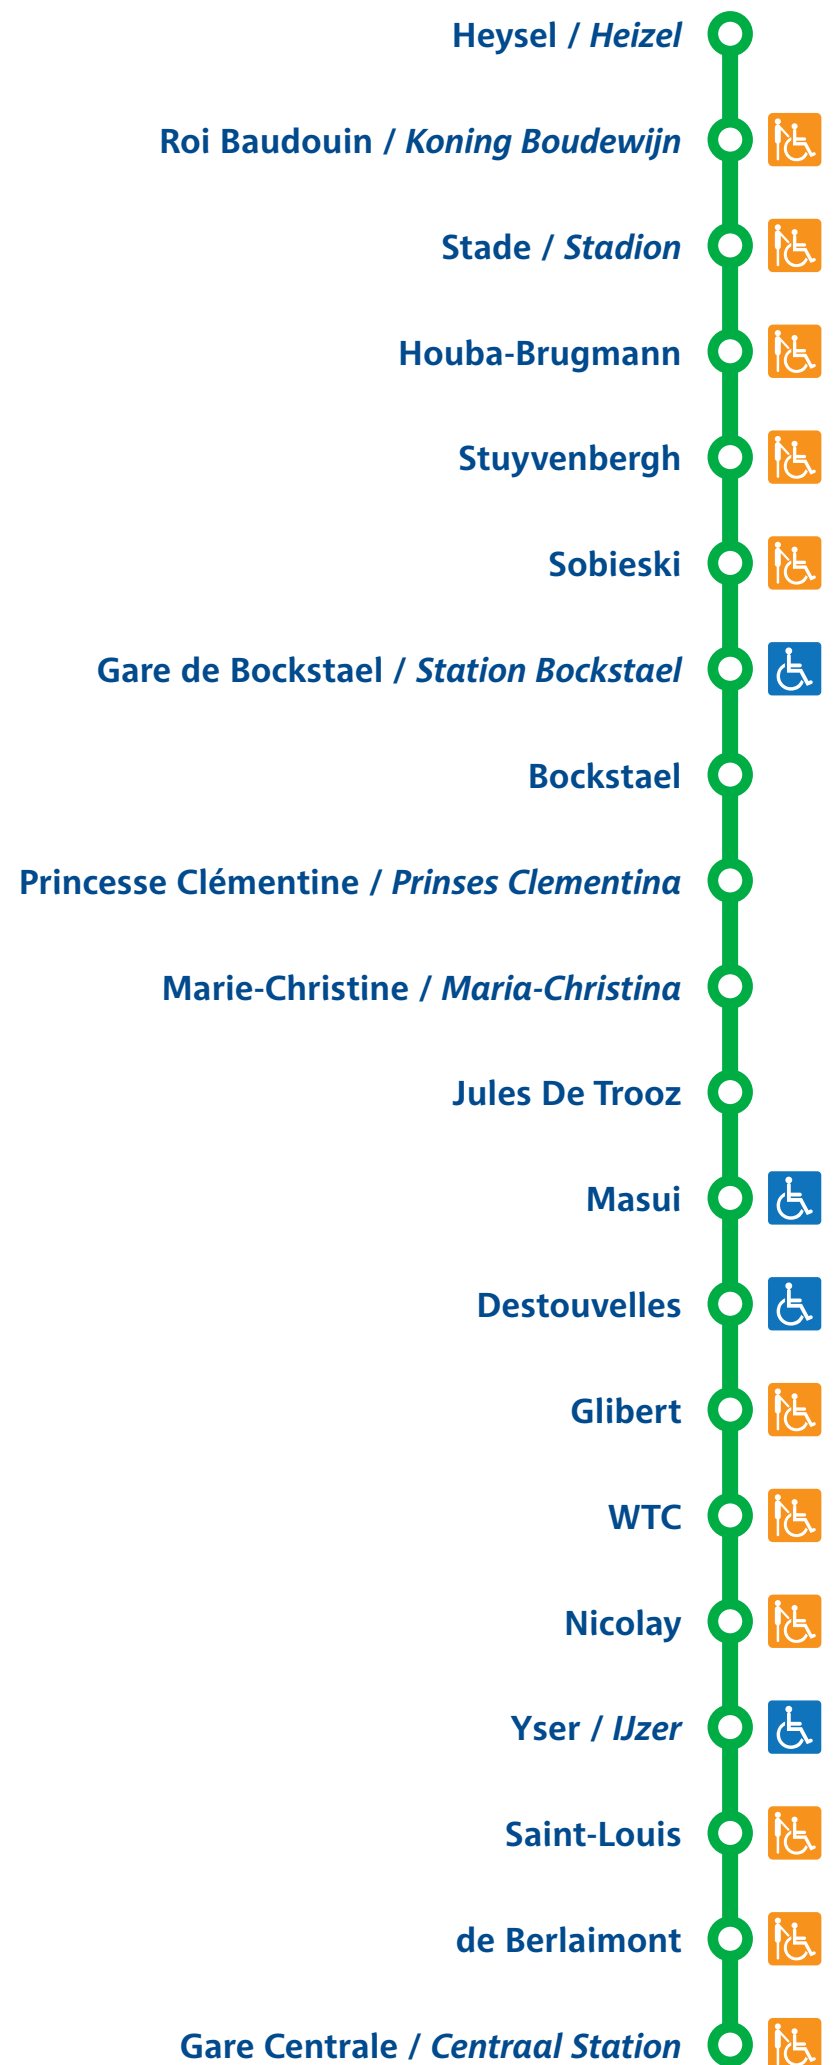 Heysel / Heizel
Roi Baudouin / Koning Boudewijn
Stade / Stadion
Houba-Brugmann
Stuyvenbergh
Sobieski
Gare de Bockstael / Station Bockstael
Bockstael
Princesse Clémentine / Prinses Clementina
Marie-Christine / Maria-Christina
Jules De Trooz
Masui
Destouvelles
Glibert
WTC
Nicolay
Yser / IJzer
Saint-Louis
de Berlaimont
Gare Centrale / Centraal Station